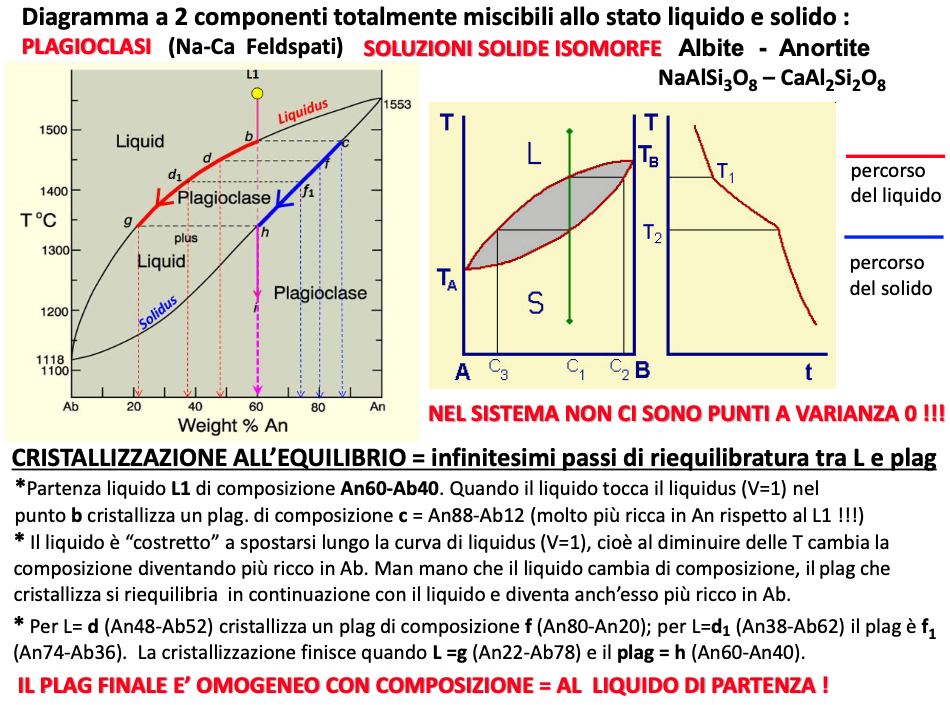 Diagramma a 2 componenti totalmente miscibili allo stato liquido e solido :
PLAGIOCLASI (Na-Ca Feldspati) SOLUZIONI SOLIDE ISOMORFE Albite - Anortite
NaAlSi3O8 – CaAl2Si2O8
L1
Liquidus
1553
1500
b
c
Liquid
d
f
d1
f1
1400
Plagioclase
T °C
g
plus
h
1300
Liquid
Plagioclase
i
1200
Solidus
1118
1100
Ab
20
40
60
80
An
Weight % An
T
L
TB
TA
S
A
C3
C1
C2
B
T
T1
T2
t
percorso
del liquido
percorso
del solido
NEL SISTEMA NON CI SONO PUNTI A VARIANZA 0 !!!
CRISTALLIZZAZIONE ALL’EQUILIBRIO = infinitesimi passi di riequilibratura tra L e plag
*Partenza liquido L1 di composizione An60-Ab40. Quando il liquido tocca il liquidus (V=1) nel
punto b cristallizza un plag. di composizione c = An88-Ab12 (molto più ricca in An rispetto al L1 !!!)
* Il liquido è “costretto” a spostarsi lungo la curva di liquidus (V=1), cioè al diminuire delle T cambia la
composizione diventando più ricco in Ab. Man mano che il liquido cambia di composizione, il plag che
cristallizza si riequilibria in continuazione con il liquido e diventa anch’esso più ricco in Ab.
* Per L= d (An48-Ab52) cristallizza un plag di composizione f (An80-An20); per L=d1 (An38-Ab62) il plag è f1
(An74-Ab36). La cristallizzazione finisce quando L =g (An22-Ab78) e il plag = h (An60-An40).
IL PLAG FINALE E’ OMOGENEO CON COMPOSIZIONE = AL LIQUIDO DI PARTENZA !